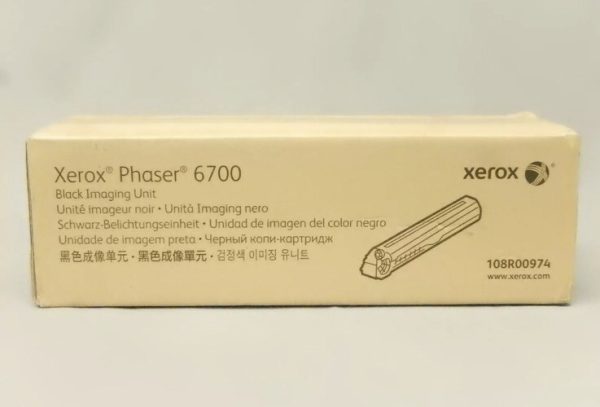 Xerox® Phaser® 6700
Black Imaging Unit
Unité imageur noir • Unità Imaging nero
Schwarz-Belichtungseinheit • Unidad de imagen del color negro
Unidade de imagem preta • Черный копи-картридж
黑色成像单元 • 黑色成像單元 • 검정색 이미징 유니트
xerox
108R00974
www.xerox.com